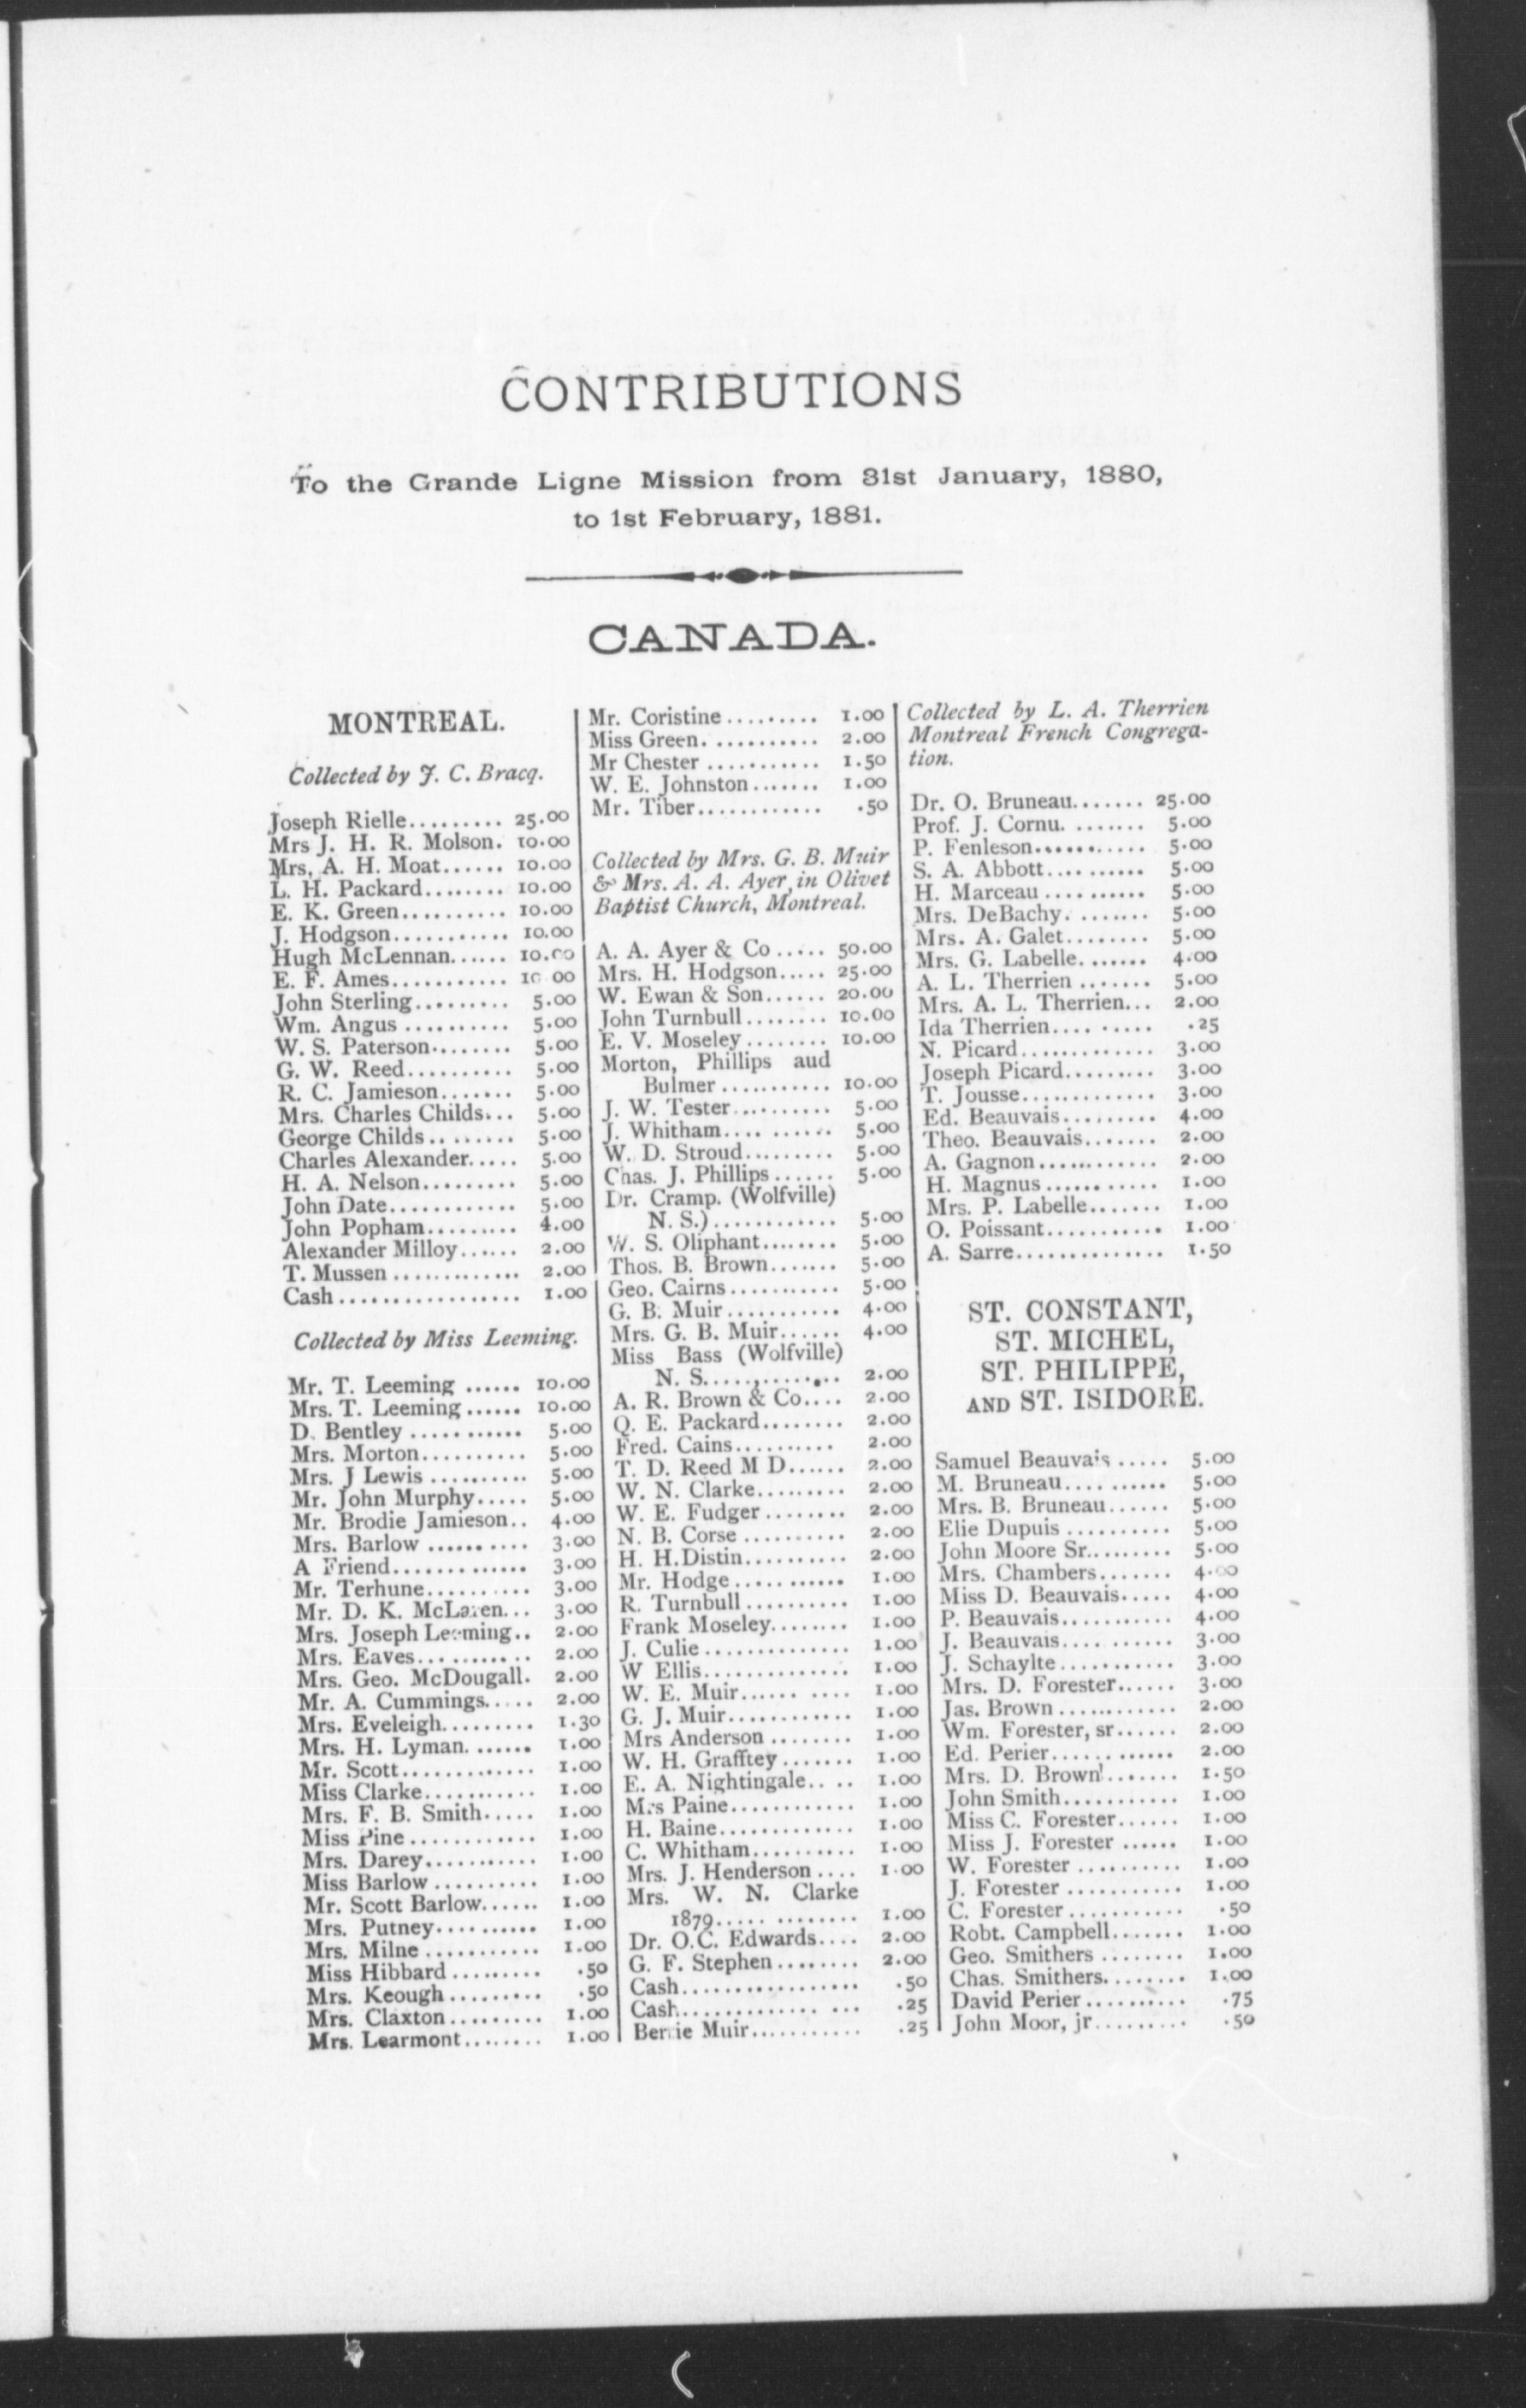 CONTRIBUTIONS
To the Grande Ligne Mission from 31st January, 1880,
to 1st February, 1881.
CANADA.
MONTREAL.
Collected by J. C. Bracq.
Joseph Rielle......... 25.00
Mrs J. H. R. Molson. 10.00
Mrs. A. H. Moat...... 10.00
L. H. Packard........ 10.00
E. K. Green.......... 10.00
J. Hodgson........... 10.00
Hugh McLennan...... 10.00
E. F. Ames........... 10 00
John Sterling......... 5.00
Wm. Angus .......... 5.00
W. S. Paterson........ 5.00
G. W. Reed.......... 5.00
R. C. Jamieson....... 5.00
Mrs. Charles Childs... 5.00
George Childs ........ 5.00
Charles Alexander..... 5.00
H. A. Nelson......... 5.00
John Date............ 5.00
John Popham......... 4.00
Alexander Milloy...... 2.00
T. Mussen ............. 2.00
Cash .................. 1.00
Collected by Miss Leeming.
Mr. T. Leeming ...... 10.00
Mrs. T. Leeming ...... 10.00
D. Bentley ........... 5.00
Mrs. Morton.......... 5.00
Mrs. J Lewis .......... 5.00
Mr. John Murphy..... 5.00
Mr. Brodie Jamieson.. 4.00
Mrs. Barlow .......... 3.00
A Friend............. 3.00
Mr. Terhune.......... 3.00
Mr. D. K. McLaren... 3.00
Mrs. Joseph Leeming.. 2.00
Mrs. Eaves........... 2.00
Mrs. Geo. McDougall. 2.00
Mr. A. Cummings..... 2.00
Mrs. Eveleigh......... 1.30
Mrs. H. Lyman. ...... 1.00
Mr. Scott............. 1.00
Miss Clarke........... 1.00
Mrs. F. B. Smith..... 1.00
Miss Pine ............ 1.00
Mrs. Darey........... 1.00
Miss Barlow .......... 1.00
Mr. Scott Barlow...... 1.00
Mrs. Putney.......... 1.00
Mrs. Milne ........... 1.00
Miss Hibbard ......... .50
Mrs. Keough ......... .50
Mrs. Claxton ......... 1.00
Mrs. Learmont........ 1.00
Mr. Coristine ......... 1.00
Miss Green. .......... 2.00
Mr Chester ........... 1.50
W. E. Johnston ....... 1.00
Mr. Tiber............ .50
Collected by Mrs. G. B. Muir
& Mrs. A. A. Ayer, in Olivet
Baptist Church, Montreal.
A. A. Ayer & Co ..... 50.00
Mrs. H. Hodgson..... 25.00
W. Ewan & Son...... 20.00
John Turnbull ........ 10.00
E. V. Moseley ........ 10.00
Morton, Phillips aud
Bulmer ........... 10.00
J. W. Tester.......... 5.00
J. Whitham.... ...... 5.00
W. D. Stroud......... 5.00
Chas. J. Phillips ...... 5.00
Dr. Cramp. (Wolfville)
N. S.)............ 5.00
W. S. Oliphant........ 5.00
Thos. B. Brown....... 5.00
Geo. Cairns ........... 5.00
G. B. Muir ........... 4.00
Mrs. G. B. Muir...... 4.00
Miss Bass (Wolfville)
N. S.............. 2.00
A. R. Brown & Co.... 2.00
Q. E. Packard........ 2.00
Fred. Cains.......... 2.00
T. D. Reed M D...... 2.00
W. N. Clarke......... 2.00
W. E. Fudger ........ 2.00
N. B. Corse .......... 2.00
H. H.Distin.......... 2.00
Mr. Hodge ........... 1.00
R. Turnbull .......... 1.00
Frank Moseley........ 1.00
J. Culie ............... 1.00
W Ellis............... 1.00
W. E. Muir...... .... 1.00
G. J. Muir............ 1.00
Mrs Anderson ........ 1.00
W. H. Grafftey ....... 1.00
E. A. Nightingale.. .. 1.00
Mrs Paine............ 1.00
H. Baine............. 1.00
C. Whitham.......... 1.00
Mrs. J. Henderson .... 1.00
Mrs. W. N. Clarke
1879..... ........ 1.00
Dr. O.C. Edwards.... 2.00
G. F. Stephen ........ 2.00
Cash................. .50
Cash.............. ... .25
Bertie Muir........... .25
Collected by L. A. Therrien
Montreal French Congrega-
tion.
Dr. O. Bruneau....... 25.00
Prof. J. Cornu. ....... 5.00
P. Fenleson........... 5.00
S. A. Abbott.......... 5.00
H. Marceau .......... 5.00
Mrs. DeBachy. ....... 5.00
Mrs. A. Galet........ 5.00
Mrs. G. Labelle....... 4.00
A. L. Therrien ....... 5.00
Mrs. A. L. Therrien... 2.00
Ida Therrien.... ..... .25
N. Picard............. 3.00
Joseph Picard......... 3.00
T. Jousse............. 3.00
Ed. Beauvais......... 4.00
Theo. Beauvais....... 2.00
A. Gagnon............ 2.00
H. Magnus ........... 1.00
Mrs. P. Labelle....... 1.00
O. Poissant........... 1.00
A. Sarre.............. 1.50
ST. CONSTANT,
ST. MICHEL,
ST. PHILIPPE,
AND ST. ISIDORE.
Samuel Beauvais ..... 5.00
M. Bruneau.... ...... 5.00
Mrs. B. Bruneau...... 5.00
Elie Dupuis .......... 5.00
John Moore Sr......... 5.00
Mrs. Chambers....... 4.00
Miss D. Beauvais..... 4.00
P. Beauvais........... 4.00
J. Beauvais.... ...... 3.00
J. Schaylte ........... 3.00
Mrs. D. Forester...... 3.00
Jas. Brown ............ 2.00
Wm. Forester, sr...... 2.00
Ed. Perier............ 2.00
Mrs. D. Brown ....... 1.50
John Smith........... 1.00
Miss C. Forester...... 1.00
Miss J. Forester ...... 1.00
W. Forester .......... 1.00
J. Forester ........... 1.00
C. Forester ........... .50
Robt. Campbell....... 1.00
Geo. Smithers ........ 1.00
Chas. Smithers........ 1.00
David Perier .......... .75
John Moor, jr......... .50